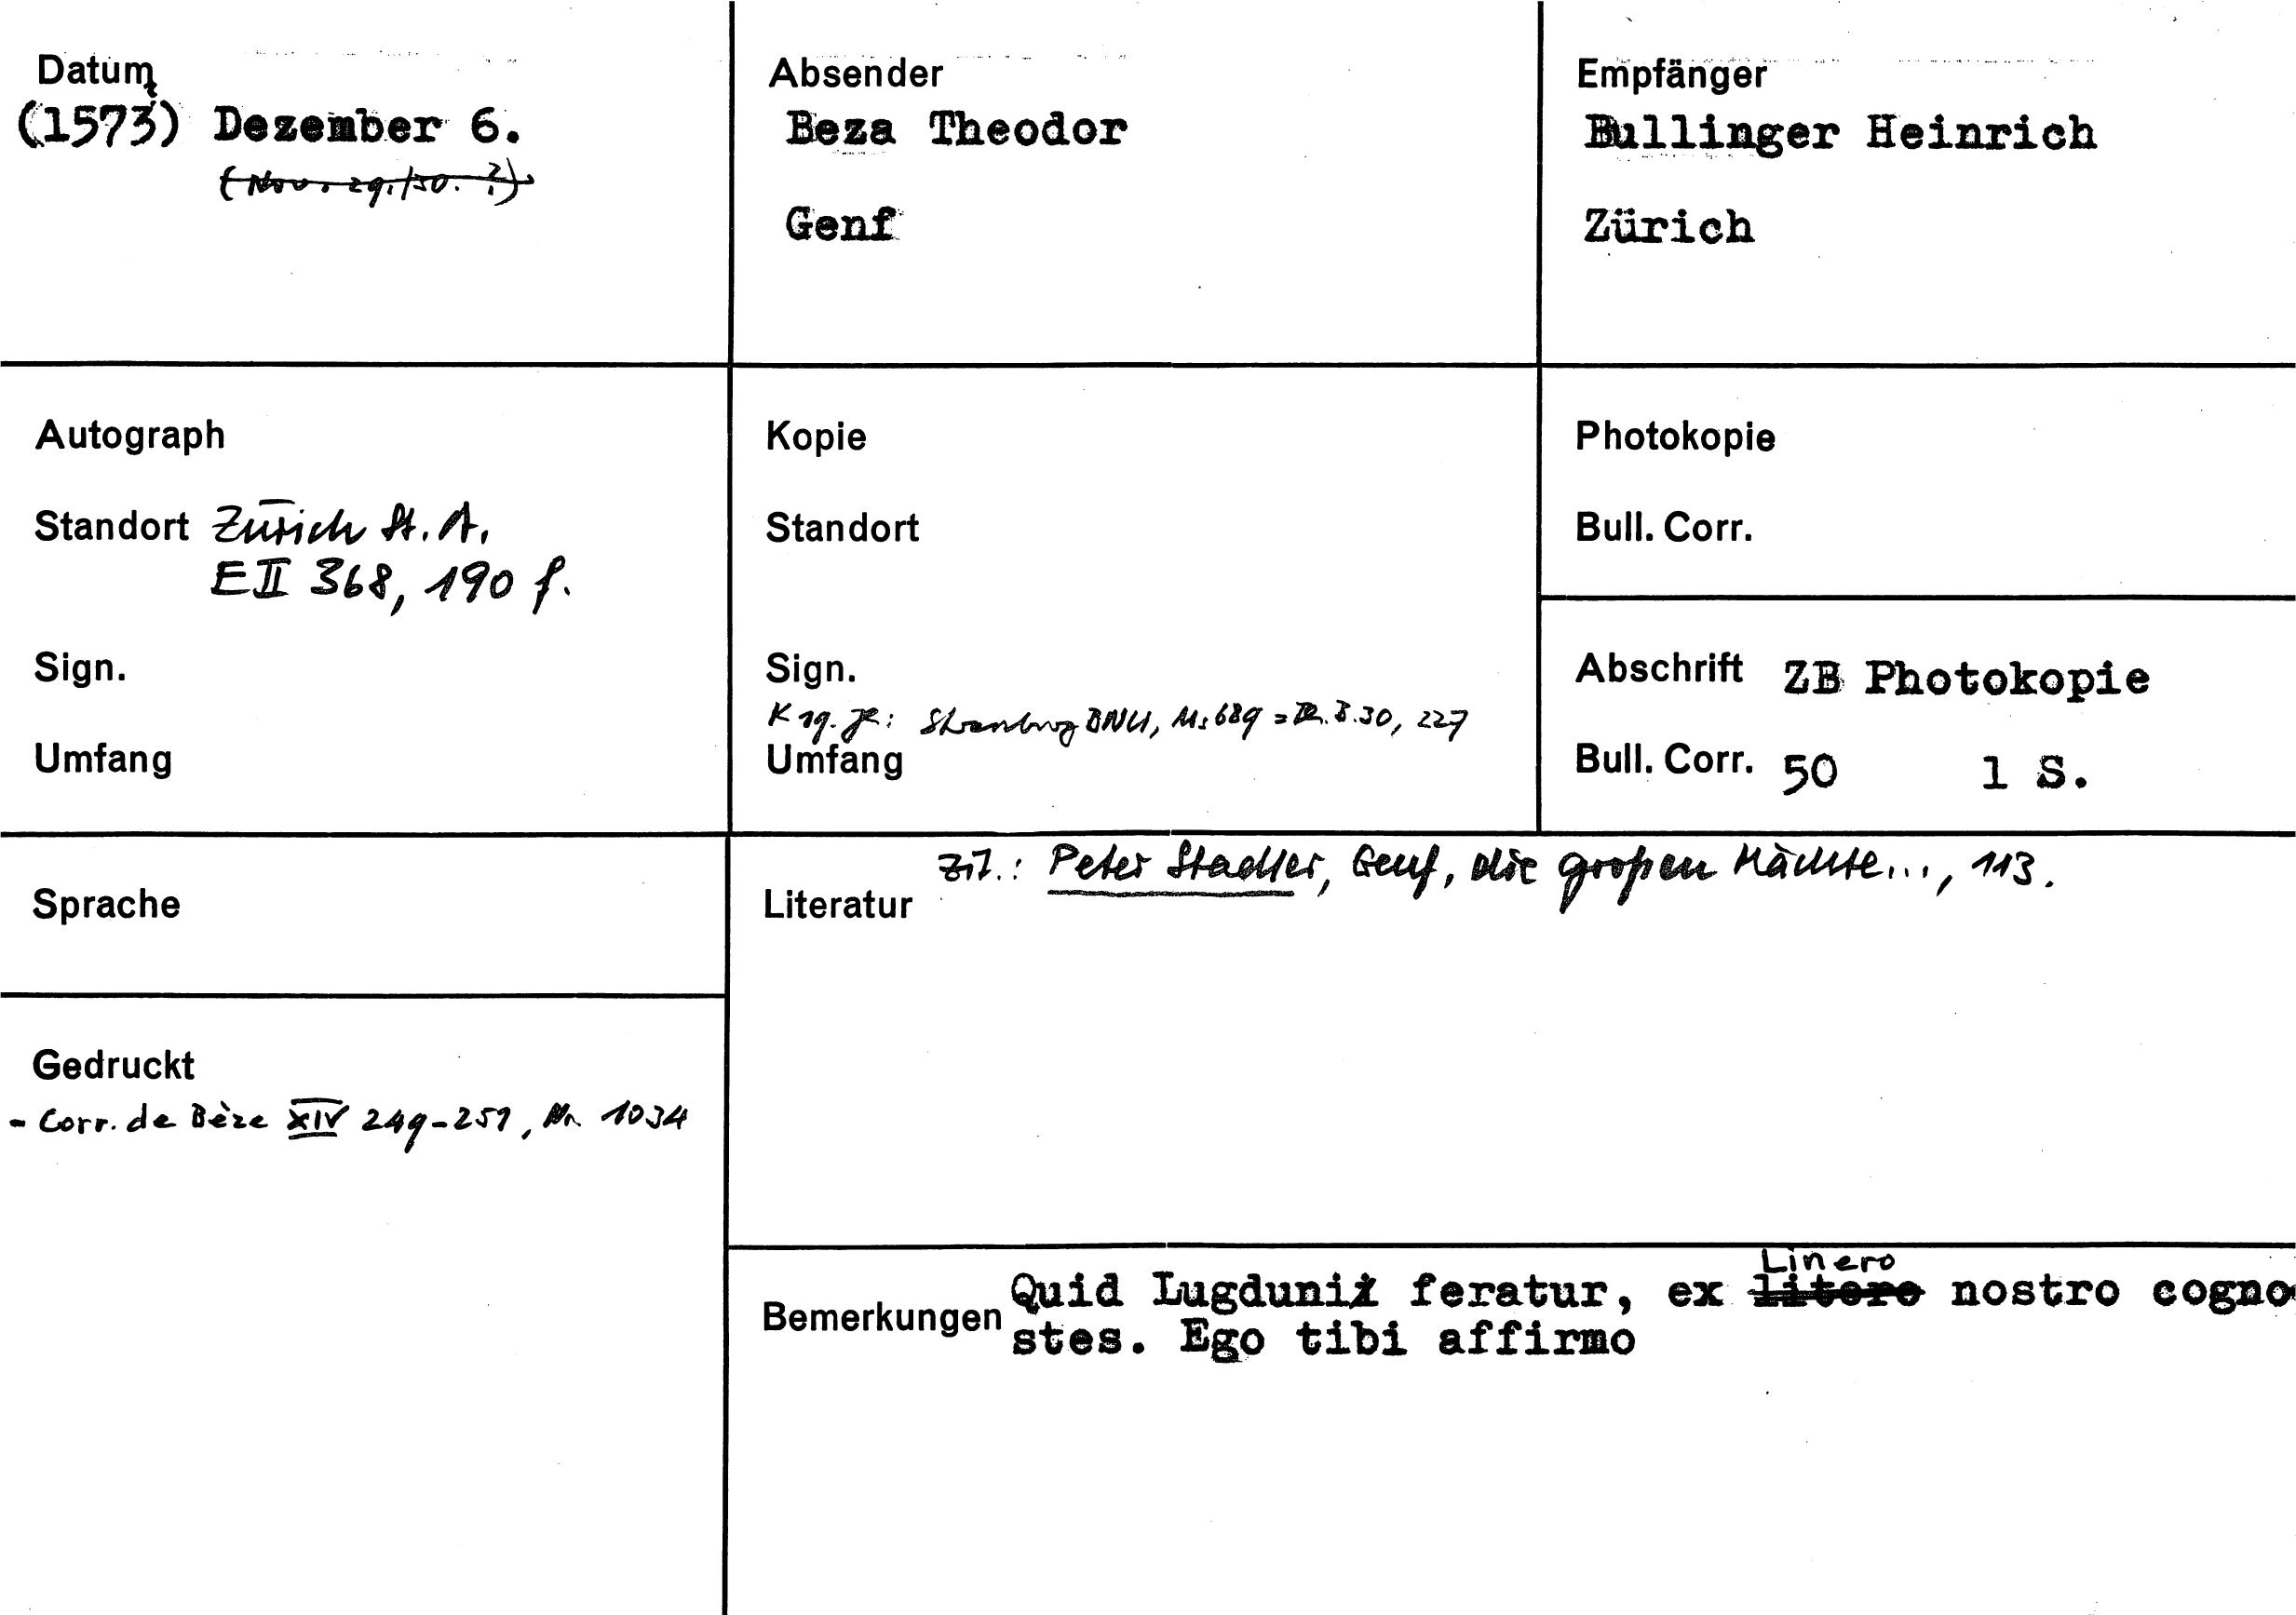 Datum
(1573) Dezember 6.
(Nov. 29./30. ?)
Absender
Beza Theodor
Genf
Empfänger
Bullinger Heinrich
Zürich
Autograph
Standort Zürich St. A.
E II 368, 190 f.
Sign.
Umfang
Kopie
Standort
Sign.
K 19. Jh: Strassburg BNU, Ms 689 = 30, 227
Umfang
Photokopie
Bull. Corr.
Abschrift ZB Photokopie
Bull. Corr. 50 1 S.
Sprache
Gedruckt
- Corr. de Bèze XIV 249-251, Nr. 1034
Zit.: Peter Stadler, Genf, die großen Mächte..., 113.
Literatur
Linero
Bemerkungen Quid Lugduni feratur, ex litere nostro cogno
stes. Ego tibi affirmo